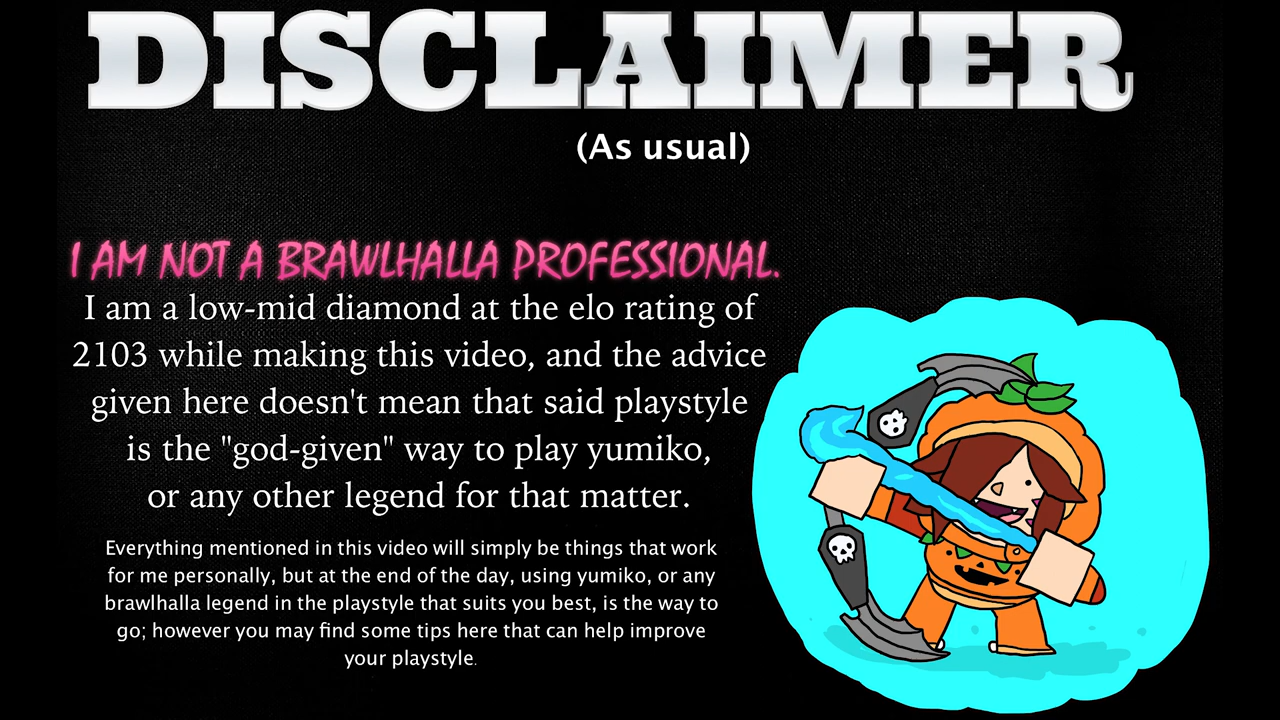 DISCLAIMER
(As usual)
I AM NOT A BRAWLHALLA PROFESSIONAL.
I am a low-mid diamond at the elo rating of
2103 while making this video, and the advice
given here doesn't mean that said playstyle
is the "god-given" way to play yumiko,
or any other legend for that matter.
Everything mentioned in this video will simply be things that work
for me personally, but at the end of the day, using yumiko, or any
brawlhalla legend in the playstyle that suits you best, is the way to
go; however you may find some tips here that can help improve
your playstyle.